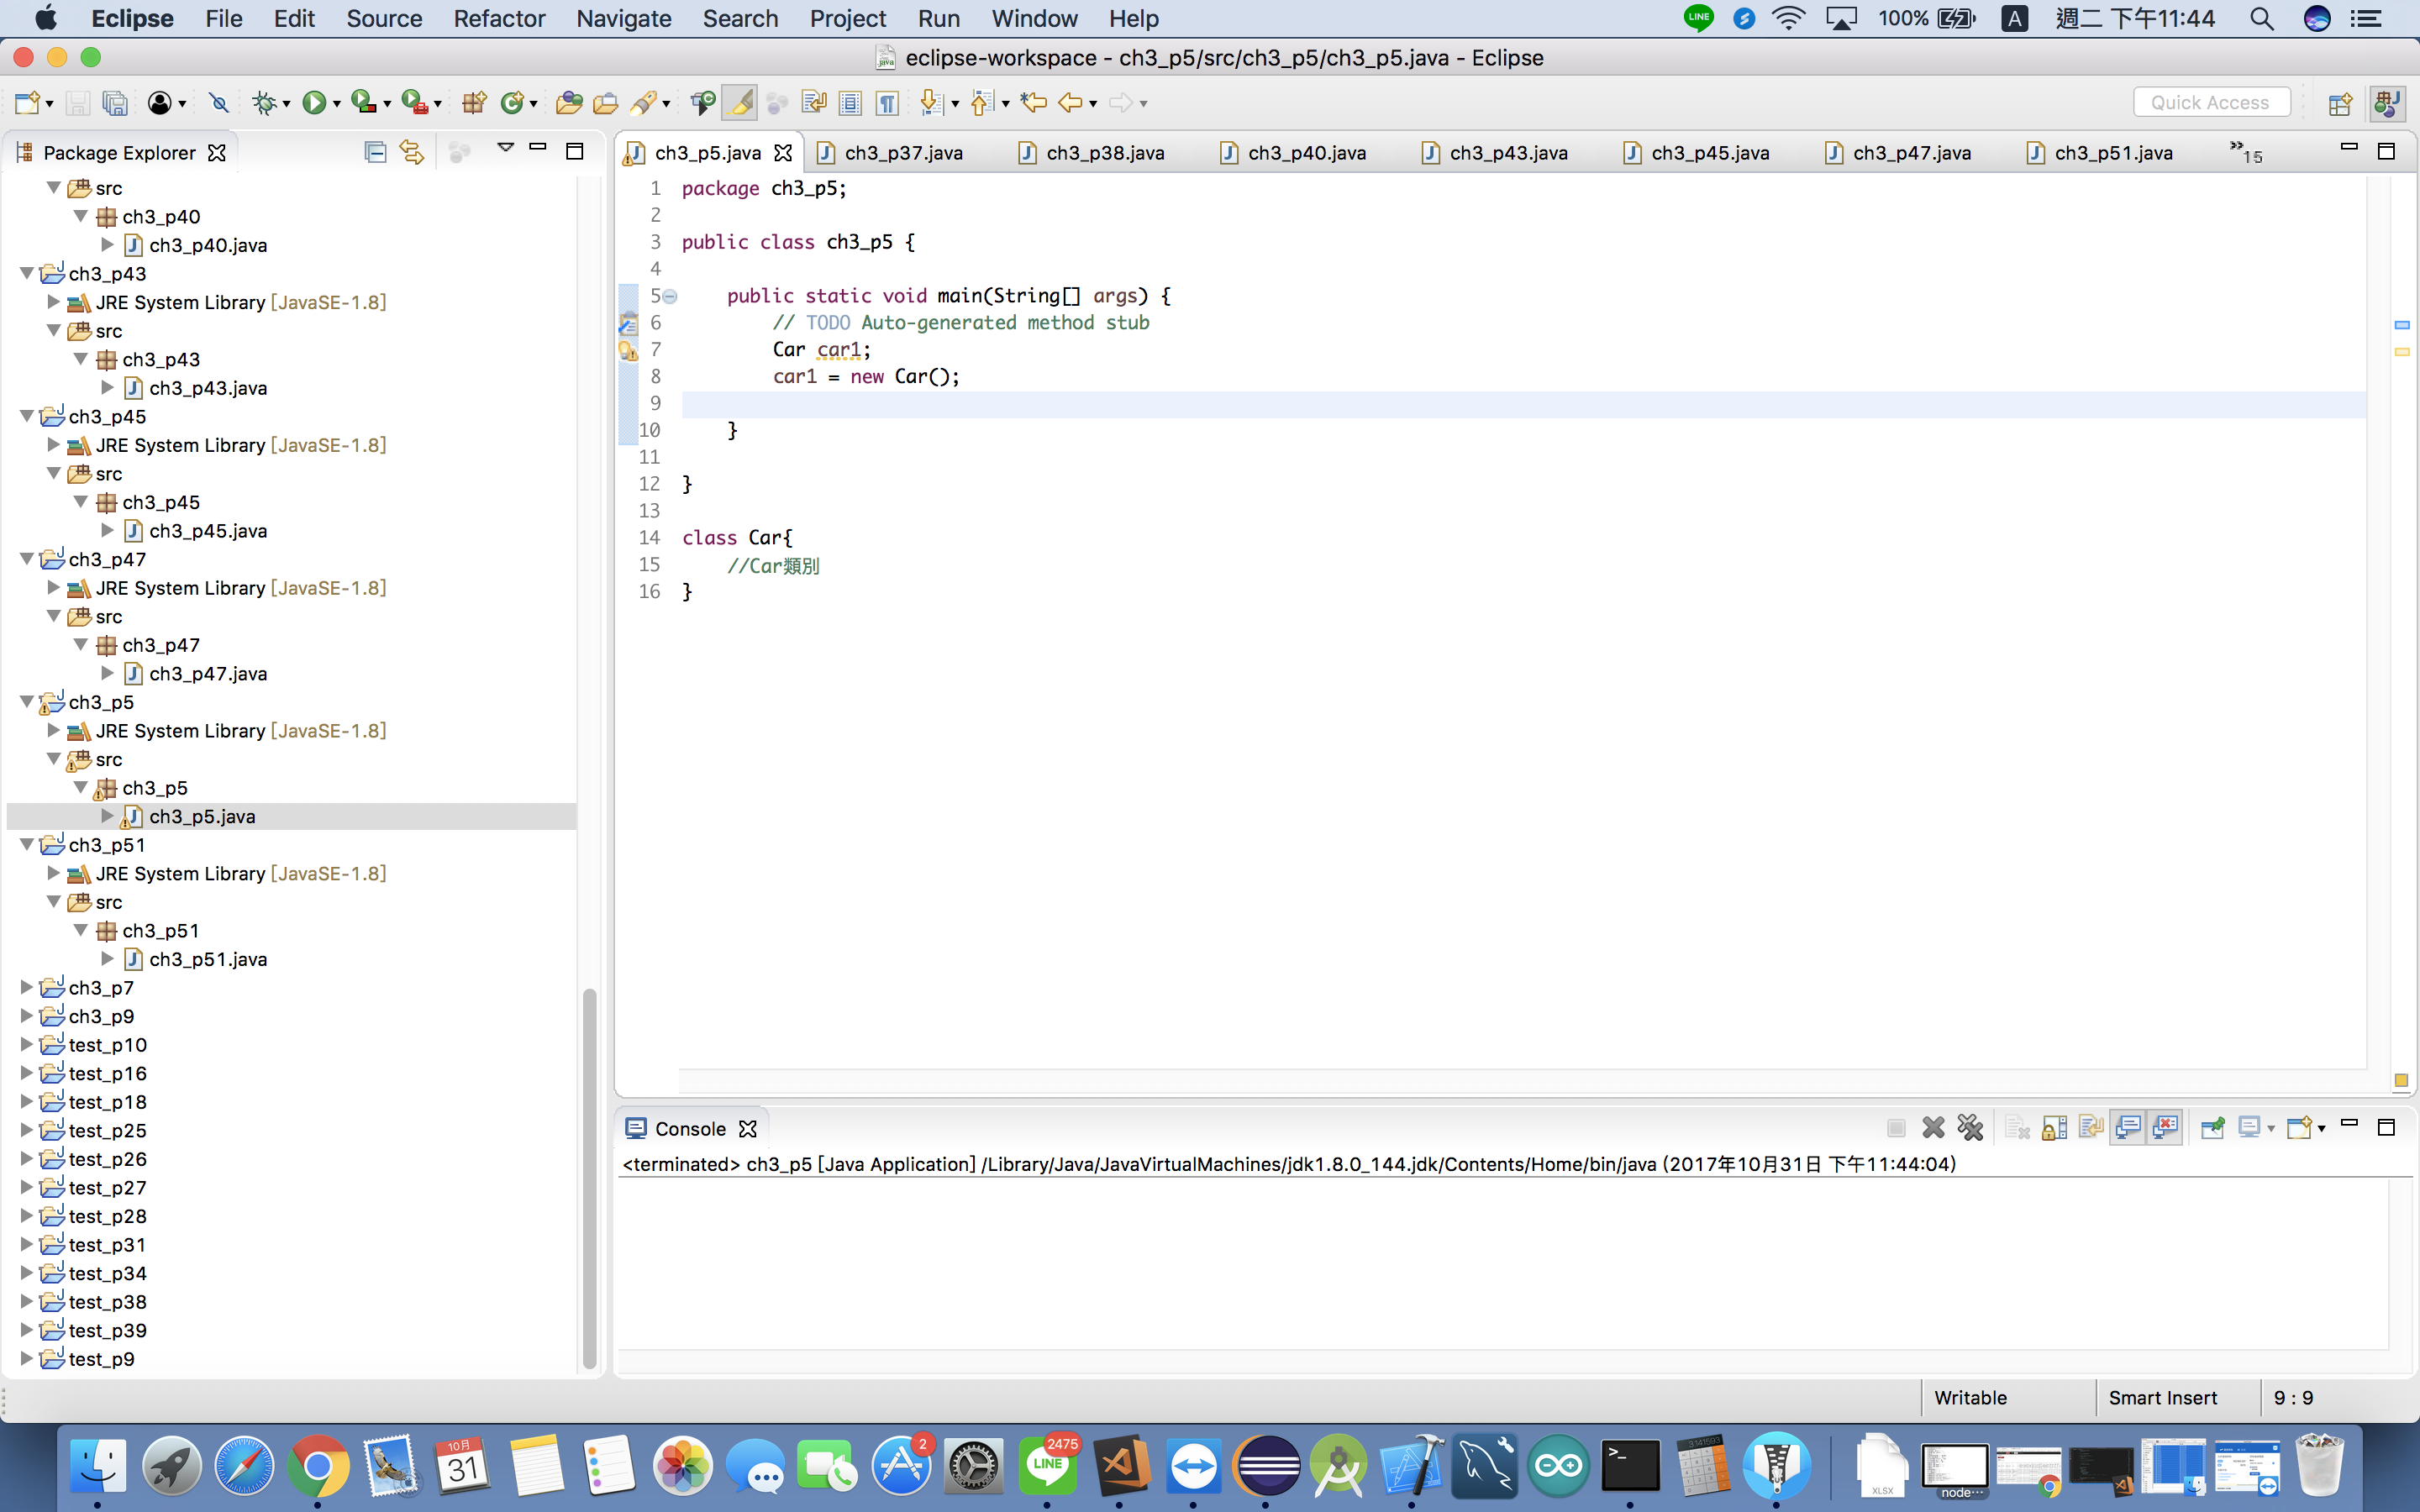 Eclipse File Edit Source Refactor Navigate Search Project Run Window Help LINE 100% A 週二 下午11:44
eclipse-workspace - ch3_p5/src/ch3_p5/ch3_p5.java - Eclipse
Quick Access
Package Explorer
src
ch3_p40
ch3_p40.java
ch3_p43
JRE System Library [JavaSE-1.8]
src
ch3_p43
ch3_p43.java
ch3_p45
JRE System Library [JavaSE-1.8]
src
ch3_p45
ch3_p45.java
ch3_p47
JRE System Library [JavaSE-1.8]
src
ch3_p47
ch3_p47.java
ch3_p5
JRE System Library [JavaSE-1.8]
src
ch3_p5
ch3_p5.java
ch3_p51
JRE System Library [JavaSE-1.8]
src
ch3_p51
ch3_p51.java
ch3_p7
ch3_p9
test_p10
test_p16
test_p18
test_p25
test_p26
test_p27
test_p28
test_p31
test_p34
test_p38
test_p39
test_p9
ch3_p5.java ch3_p37.java ch3_p38.java ch3_p40.java ch3_p43.java ch3_p45.java ch3_p47.java ch3_p51.java »15
1 package ch3_p5;
2
3 public class ch3_p5 {
4
5 public static void main(String[] args) {
6 // TODO Auto-generated method stub
7 Car car1;
8 car1 = new Car();
9
10 }
11
12 }
13
14 class Car{
15 //Car類別
16 }
Console
<terminated> ch3_p5 [Java Application] /Library/Java/JavaVirtualMachines/jdk1.8.0_144.jdk/Contents/Home/bin/java (2017年10月31日 下午11:44:04)
Writable Smart Insert 9 : 9
10月
31
2
2475
LINE
XLSX
node…